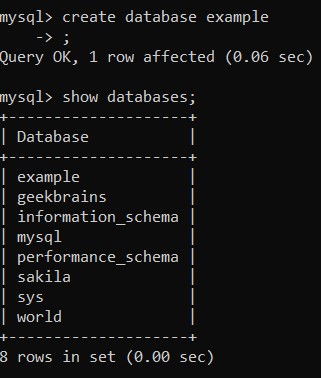 mysql> create database example
    -> ;
Query OK, 1 row affected (0.06 sec)

mysql> show databases;
+--------------------+
| Database           |
+--------------------+
| example            |
| geekbrains         |
| information_schema |
| mysql              |
| performance_schema |
| sakila             |
| sys                |
| world              |
+--------------------+
8 rows in set (0.00 sec)